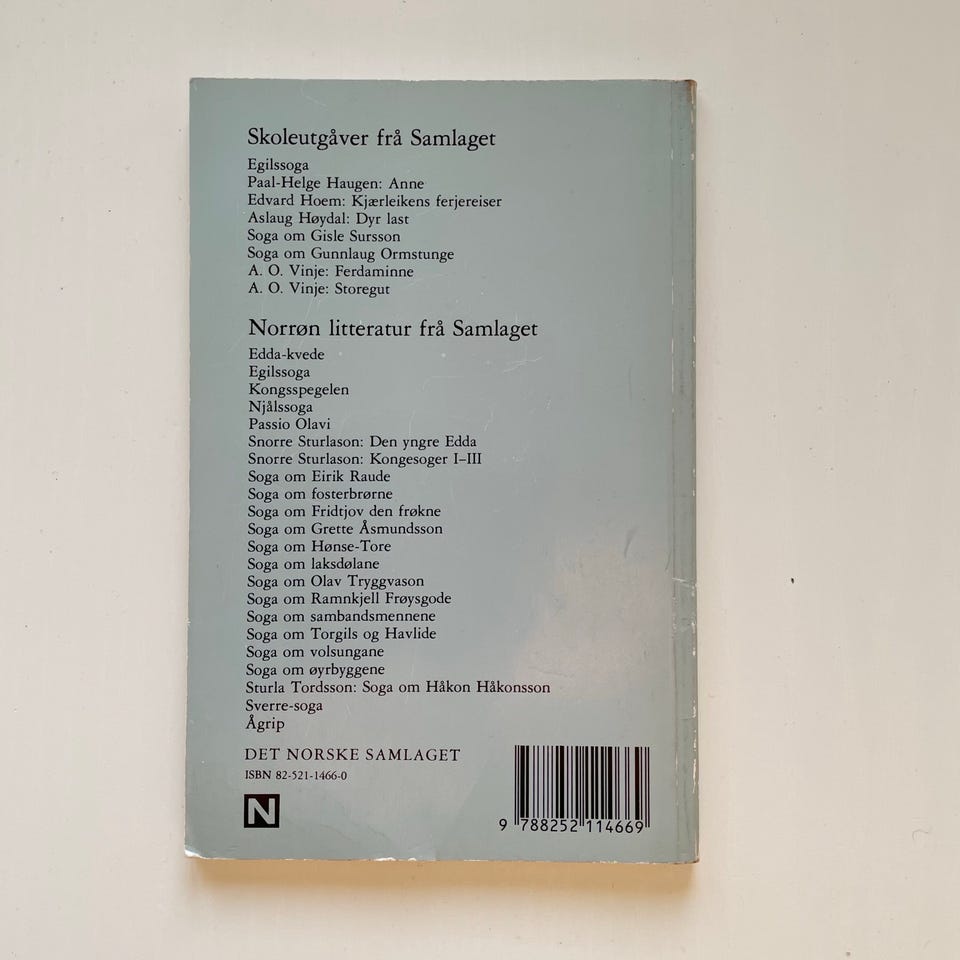 Skoleutgåver frå Samlaget
Egilssoga
Paal-Helge Haugen: Anne
Edvard Hoem: Kjærleikens ferjereiser
Aslaug Høydal: Dyr last
Soga om Gisle Sursson
Soga om Gunnlaug Ormstunge
A. O. Vinje: Ferdaminne
A. O. Vinje: Storegut
Norrøn litteratur frå Samlaget
Edda-kvede
Egilssoga
Kongsspegelen
Njålssoga
Passio Olavi
Snorre Sturlason: Den yngre Edda
Snorre Sturlason: Kongesoger I–III
Soga om Eirik Raude
Soga om fosterbrørne
Soga om Fridtjov den frøkne
Soga om Grette Åsmundsson
Soga om Hønse-Tore
Soga om laksdølane
Soga om Olav Tryggvason
Soga om Ramnkjell Frøysgode
Soga om sambandsmennene
Soga om Torgils og Havlide
Soga om volsungane
Soga om øyrbyggene
Sturla Tordsson: Soga om Håkon Håkonsson
Sverre-soga
Ågrip
DET NORSKE SAMLAGET
ISBN 82-521-1466-0
N
9 788252 114669